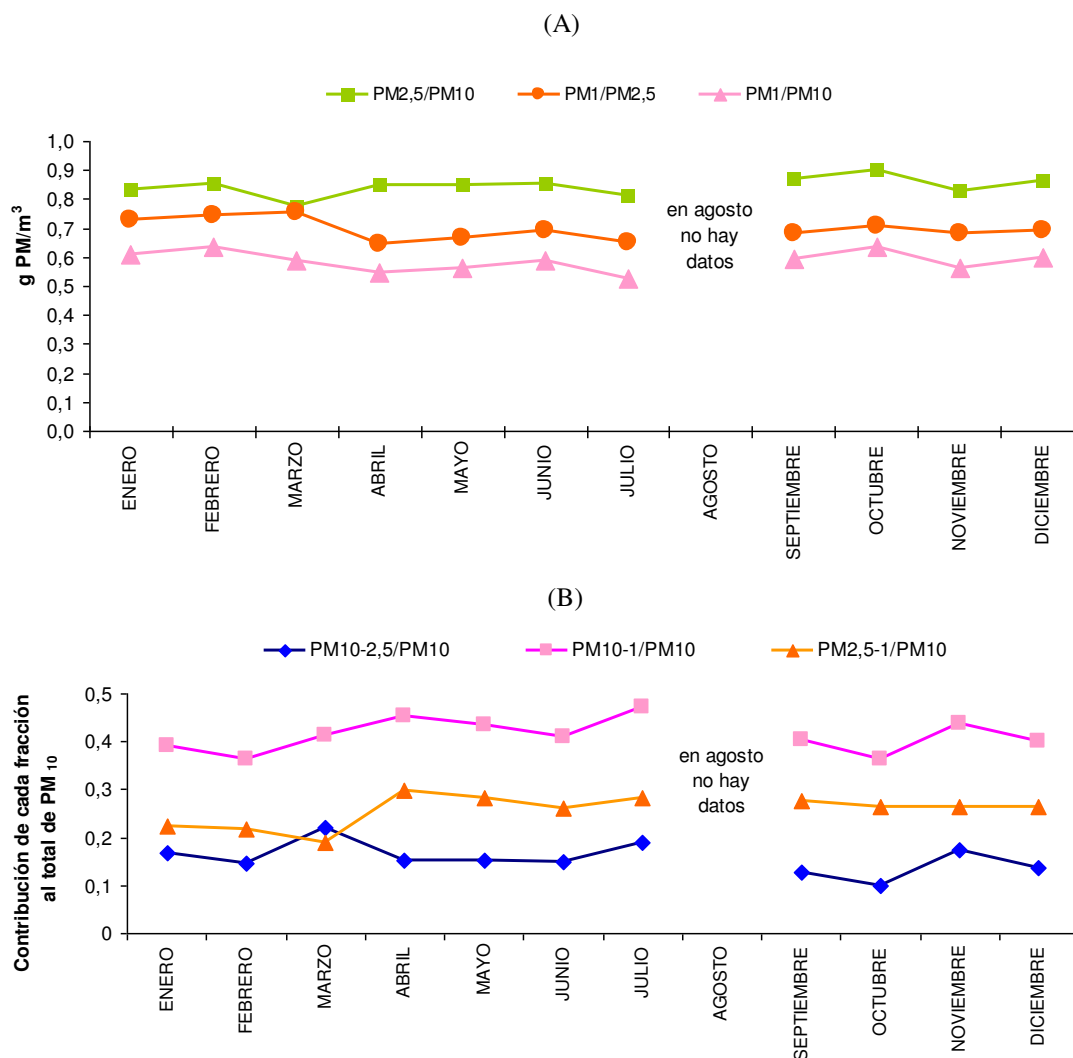 (A)
PM2,5/PM10 PM1/PM2,5 PM1/PM10
g PM/m³
1,0
0,9
0,8
0,7
0,6
0,5
0,4
0,3
0,2
0,1
0,0
en agosto
no hay
datos
ENERO
FEBRERO
MARZO
ABRIL
MAYO
JUNIO
JULIO
AGOSTO
SEPTIEMBRE
OCTUBRE
NOVIEMBRE
DICIEMBRE
(B)
PM10-2,5/PM10 PM10-1/PM10 PM2,5-1/PM10
Contribución de cada fracción
al total de PM 10
0,5
0,4
0,3
0,2
0,1
0
en agosto
no hay
datos
ENERO
FEBRERO
MARZO
ABRIL
MAYO
JUNIO
JULIO
AGOSTO
SEPTIEMBRE
OCTUBRE
NOVIEMBRE
DICIEMBRE